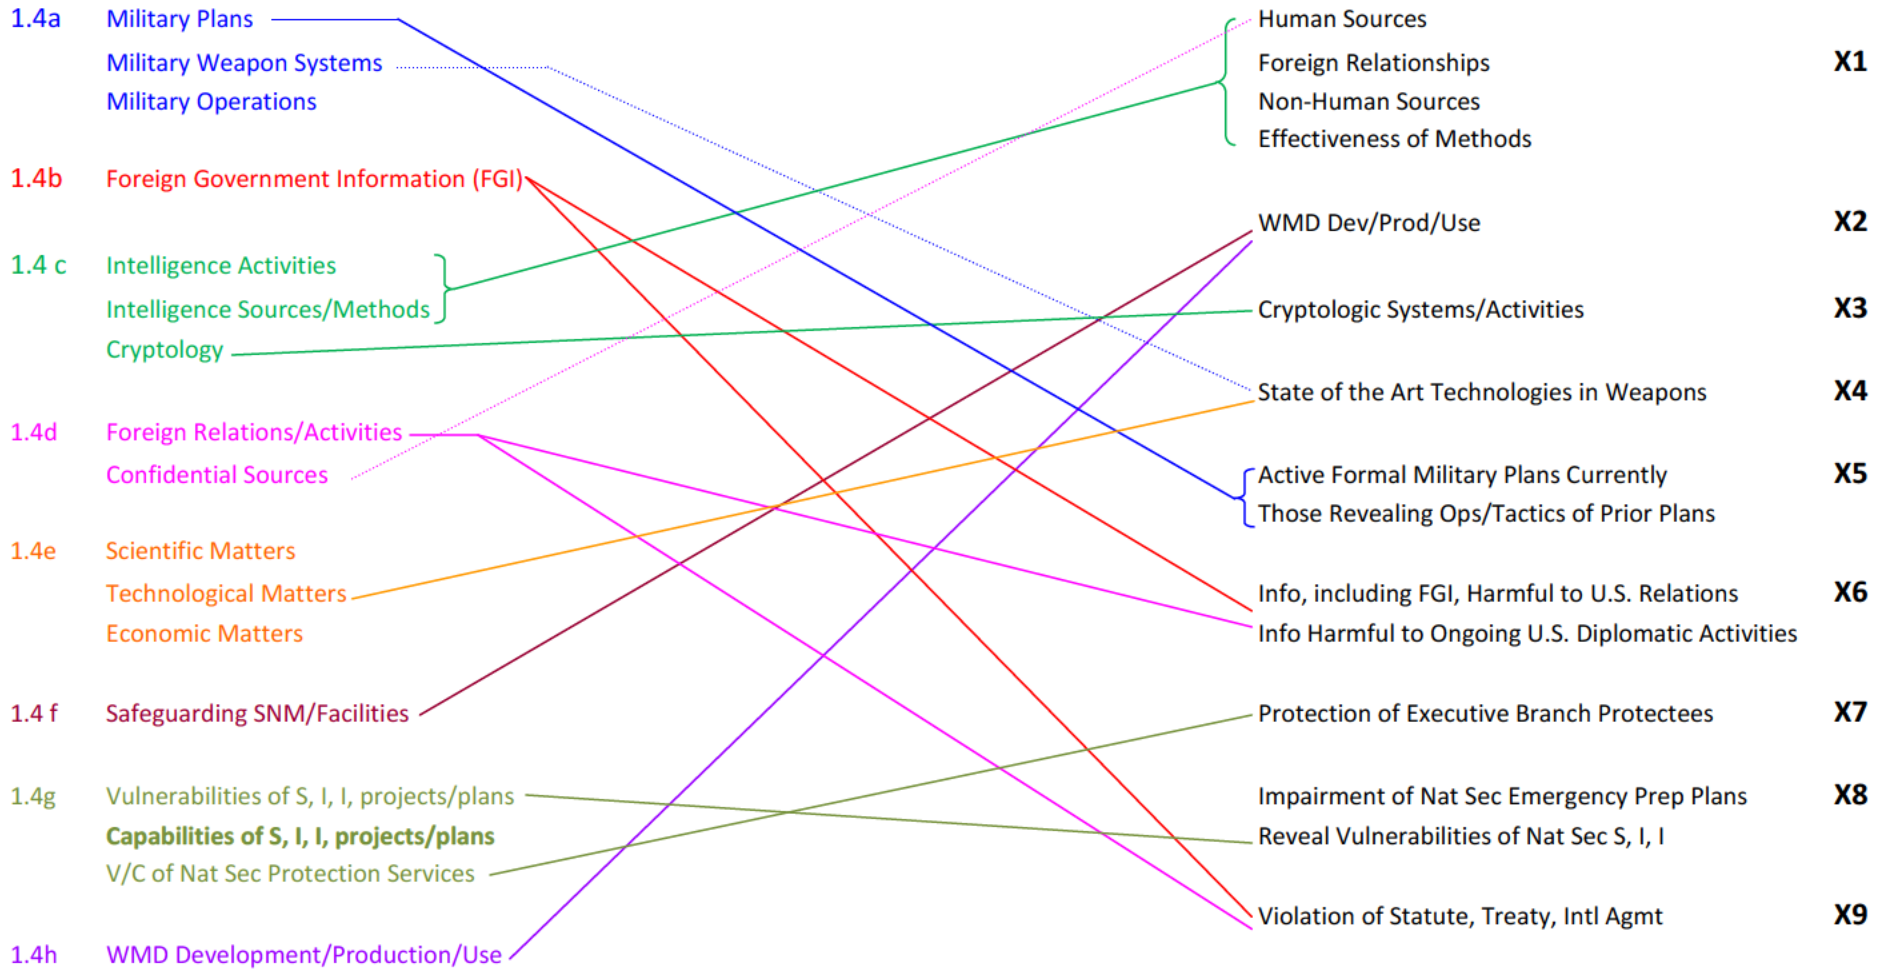 1.4a Military Plans
Military Weapon Systems
Military Operations
1.4b Foreign Government Information (FGI)
1.4 c Intelligence Activities
Intelligence Sources/Methods
Cryptology
1.4d Foreign Relations/Activities
Confidential Sources
1.4e Scientific Matters
Technological Matters
Economic Matters
1.4 f Safeguarding SNM/Facilities
1.4g Vulnerabilities of S, I, I, projects/plans
Capabilities of S, I, I, projects/plans
V/C of Nat Sec Protection Services
1.4h WMD Development/Production/Use
Human Sources
Foreign Relationships X1
Non-Human Sources
Effectiveness of Methods
WMD Dev/Prod/Use X2
Cryptologic Systems/Activities X3
State of the Art Technologies in Weapons X4
Active Formal Military Plans Currently X5
Those Revealing Ops/Tactics of Prior Plans
Info, including FGI, Harmful to U.S. Relations X6
Info Harmful to Ongoing U.S. Diplomatic Activities
Protection of Executive Branch Protectees X7
Impairment of Nat Sec Emergency Prep Plans X8
Reveal Vulnerabilities of Nat Sec S, I, I
Violation of Statute, Treaty, Intl Agmt X9